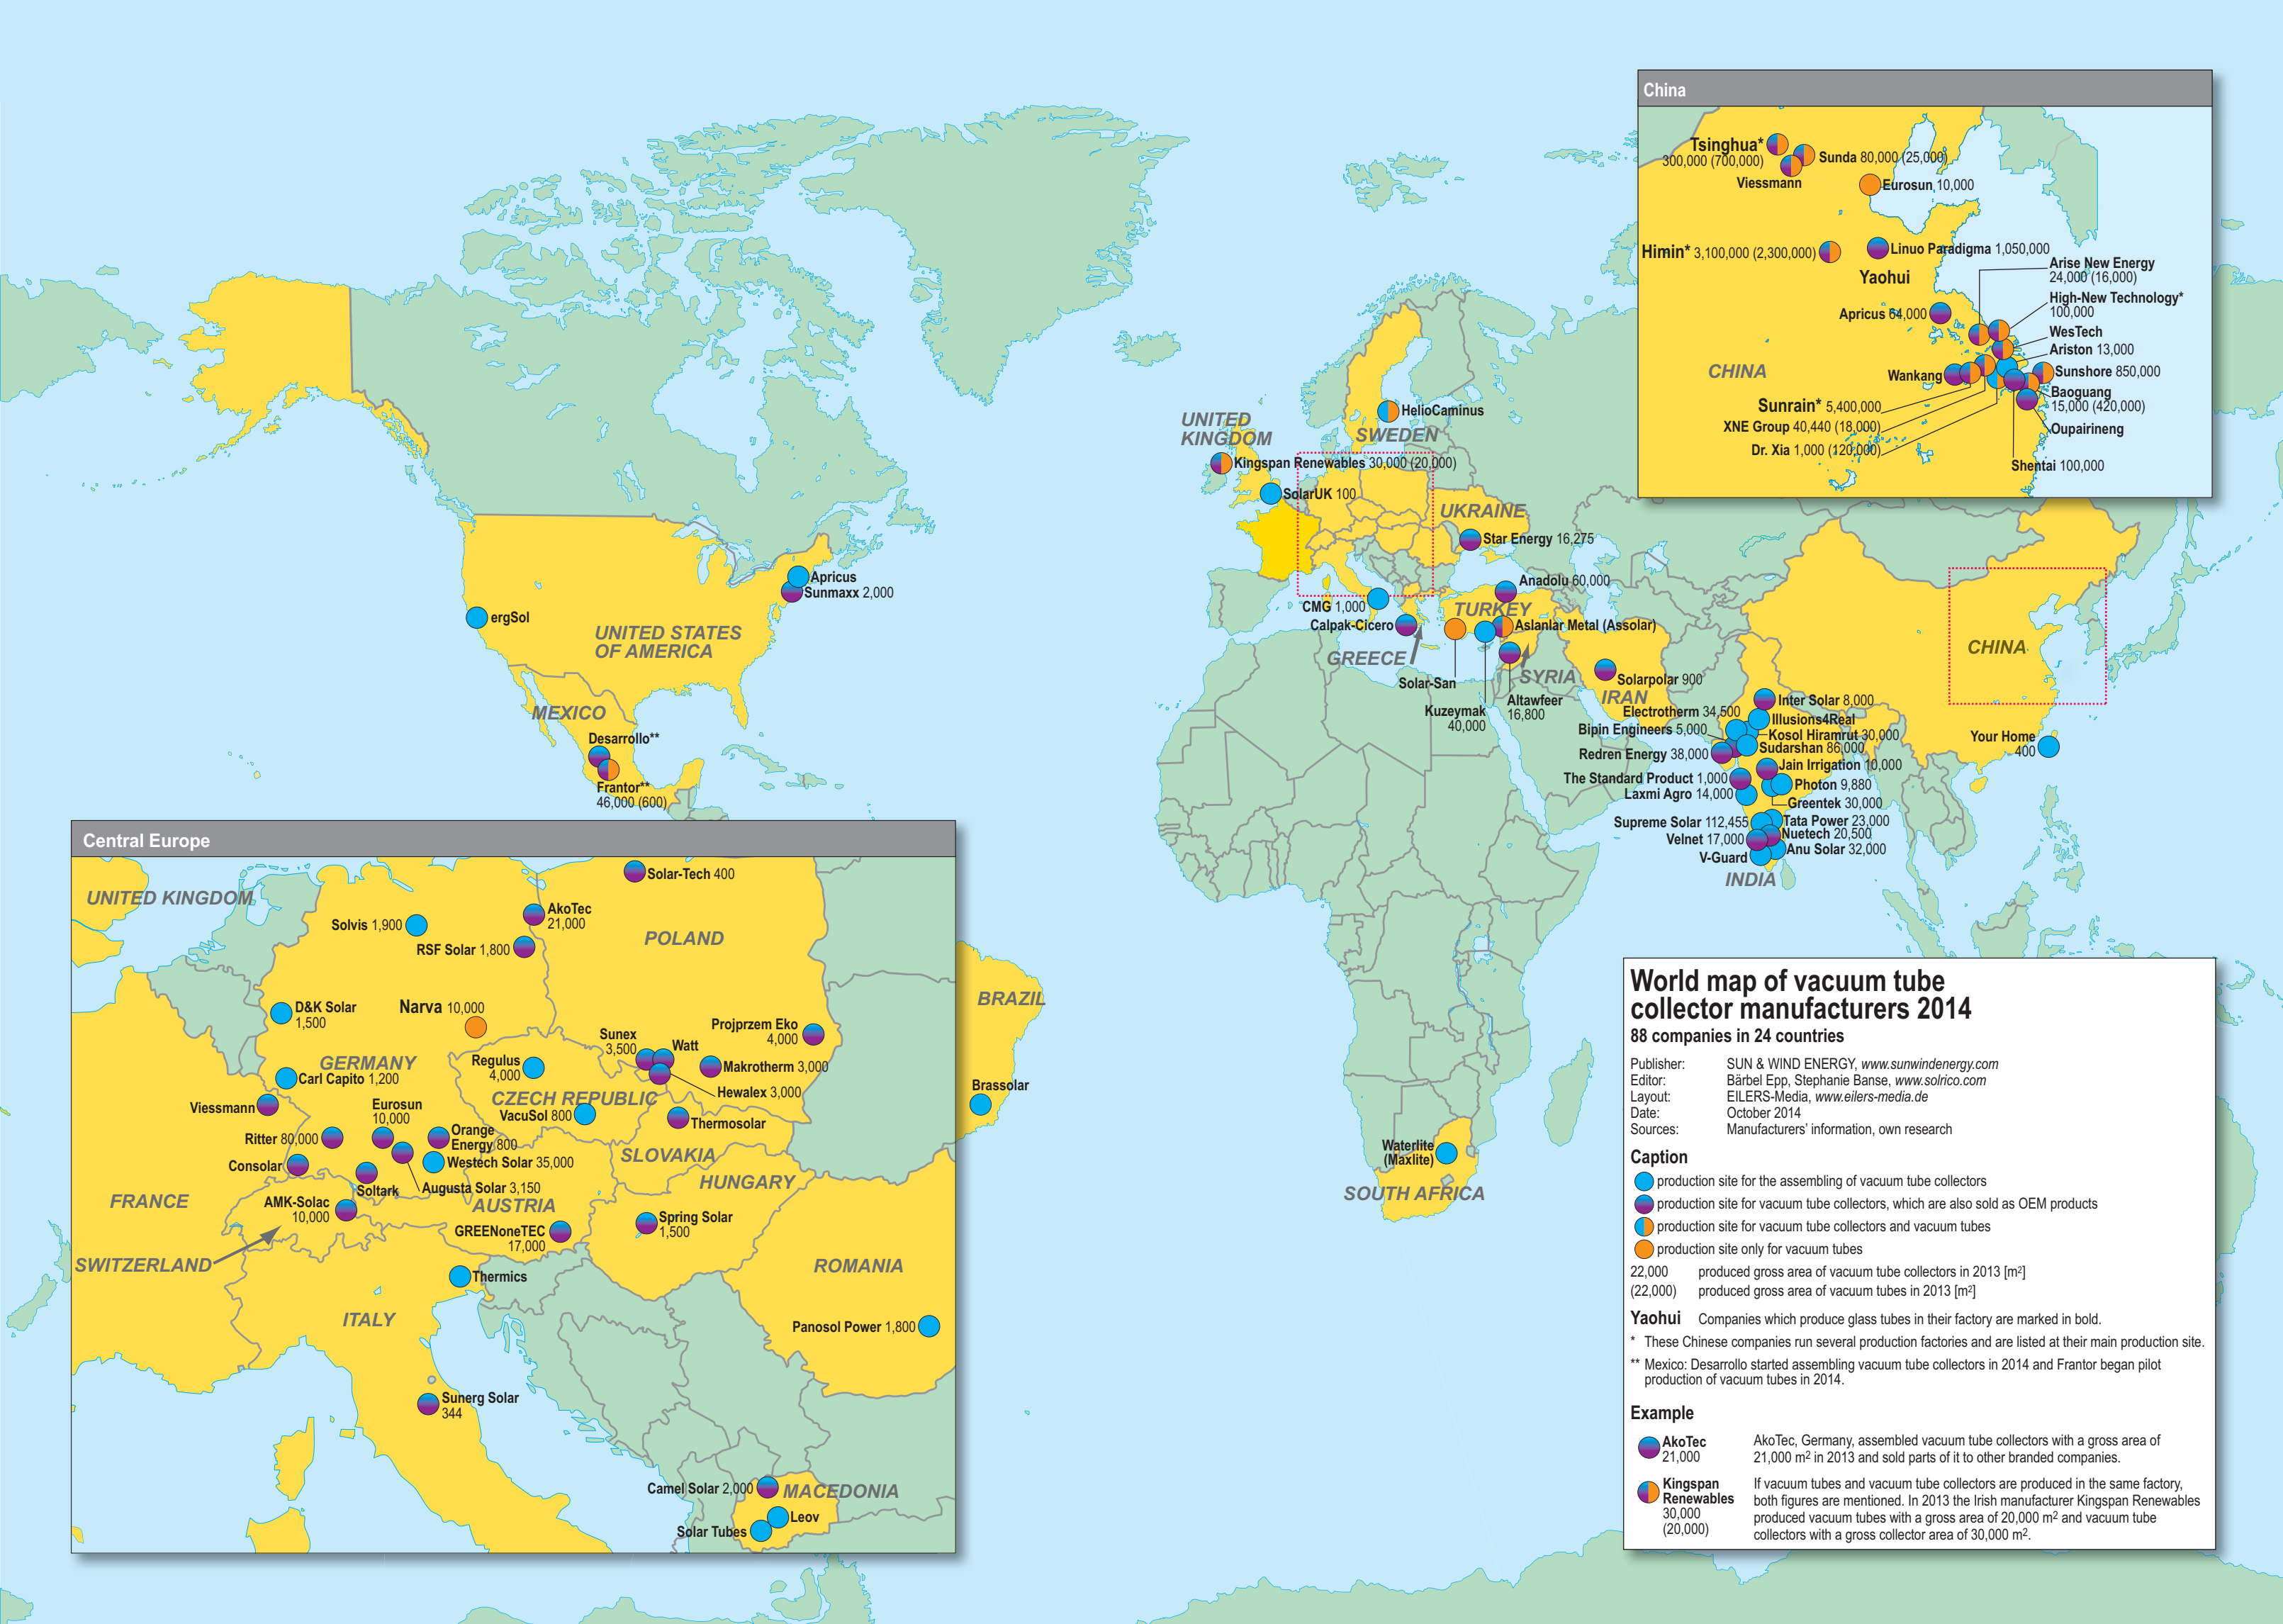 China
Tsinghua*
300,000 (700,000)
Sunda 80,000 (25,000)
Viessmann
Eurosun 10,000
Himin* 3,100,000 (2,300,000)
Linuo Paradigma 1,050,000
Yaohui
Arise New Energy
24,000 (16,000)
High-New Technology*
100,000
Apricus 64,000
WesTech
Ariston 13,000
CHINA
Wankang
Sunshore 850,000
Baoguang
15,000 (420,000)
Sunrain* 5,400,000
XNE Group 40,440 (18,000)
Oupairineng
Dr. Xia 1,000 (120,000)
Shentai 100,000
UNITED
KINGDOM
HelioCaminus
SWEDEN
Kingspan Renewables 30,000 (20,000)
SolarUK 100
UKRAINE
Star Energy 16,275
Apricus
Sunmaxx 2,000
ergSol
UNITED STATES
OF AMERICA
MEXICO
Desarrollo**
Frantor**
46,000 (600)
Anadolu 60,000
CMG 1,000
TURKEY
Calpak-Cicero
Aslanlar Metal (Assolar)
GREECE
SYRIA
Solar-San
Altawfeer
16,800
Kuzeymak
40,000
Solarpolar 900
IRAN
CHINA
Inter Solar 8,000
Electrotherm 34,500
Illusions4Real
Bipin Engineers 5,000
Kosol Hiramrut 30,000
Redren Energy 38,000
Sudarshan 86,000
Jain Irrigation 10,000
The Standard Product 1,000
Photon 9,880
Laxmi Agro 14,000
Greentek 30,000
Supreme Solar 112,455
Tata Power 23,000
Velnet 17,000
Nuetech 20,500
V-Guard
Anu Solar 32,000
INDIA
Your Home
400
Central Europe
UNITED KINGDOM
Solar-Tech 400
Solvis 1,900
AkoTec
21,000
RSF Solar 1,800
POLAND
D&K Solar
1,500
Narva 10,000
Projprzem Eko
4,000
Sunex
3,500
Watt
GERMANY
Regulus
4,000
Makrotherm 3,000
Carl Capito 1,200
Hewalex 3,000
CZECH REPUBLIC
Viessmann
Eurosun
10,000
VacuSol 800
Thermosolar
Ritter 80,000
Orange
Energy 800
SLOVAKIA
Consolar
Westech Solar 35,000
HUNGARY
Soltark
Augusta Solar 3,150
FRANCE
AMK-Solac
10,000
AUSTRIA
GREENoneTEC
17,000
Spring Solar
1,500
SWITZERLAND
ROMANIA
Thermics
ITALY
Panosol Power 1,800
Sunerg Solar
344
Camel Solar 2,000
MACEDONIA
Leov
Solar Tubes
BRAZIL
Brassolar
Waterlite
(Maxlite)
SOUTH AFRICA
World map of vacuum tube
collector manufacturers 2014
88 companies in 24 countries
Publisher: SUN & WIND ENERGY, www.sunwindenergy.com
Editor: Bärbel Epp, Stephanie Banse, www.solrico.com
Layout: EILERS-Media, www.eilers-media.de
Date: October 2014
Sources: Manufacturers' information, own research
Caption
production site for the assembling of vacuum tube collectors
production site for vacuum tube collectors, which are also sold as OEM products
production site for vacuum tube collectors and vacuum tubes
production site only for vacuum tubes
22,000 produced gross area of vacuum tube collectors in 2013 [m²]
(22,000) produced gross area of vacuum tubes in 2013 [m²]
Yaohui Companies which produce glass tubes in their factory are marked in bold.
* These Chinese companies run several production factories and are listed at their main production site.
** Mexico: Desarrollo started assembling vacuum tube collectors in 2014 and Frantor began pilot
production of vacuum tubes in 2014.
Example
AkoTec
21,000
AkoTec, Germany, assembled vacuum tube collectors with a gross area of
21,000 m² in 2013 and sold parts of it to other branded companies.
Kingspan
Renewables
30,000
(20,000)
If vacuum tubes and vacuum tube collectors are produced in the same factory,
both figures are mentioned. In 2013 the Irish manufacturer Kingspan Renewables
produced vacuum tubes with a gross area of 20,000 m² and vacuum tube
collectors with a gross collector area of 30,000 m².